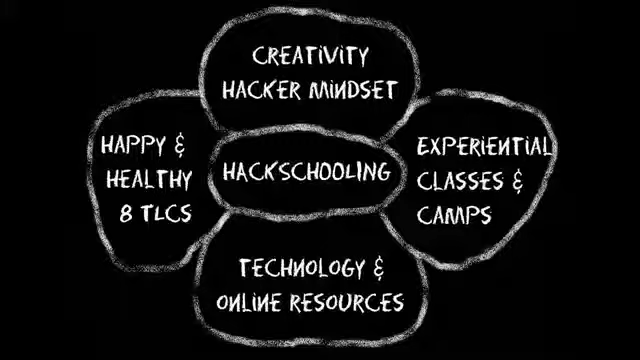 CREATIVITY
HACKER MINDSET
HAPPY &
HEALTHY
8 TLCS
HACKSCHOOLING
EXPERIENTIAL
CLASSES &
CAMPS
TECHNOLOGY &
ONLINE RESOURCES